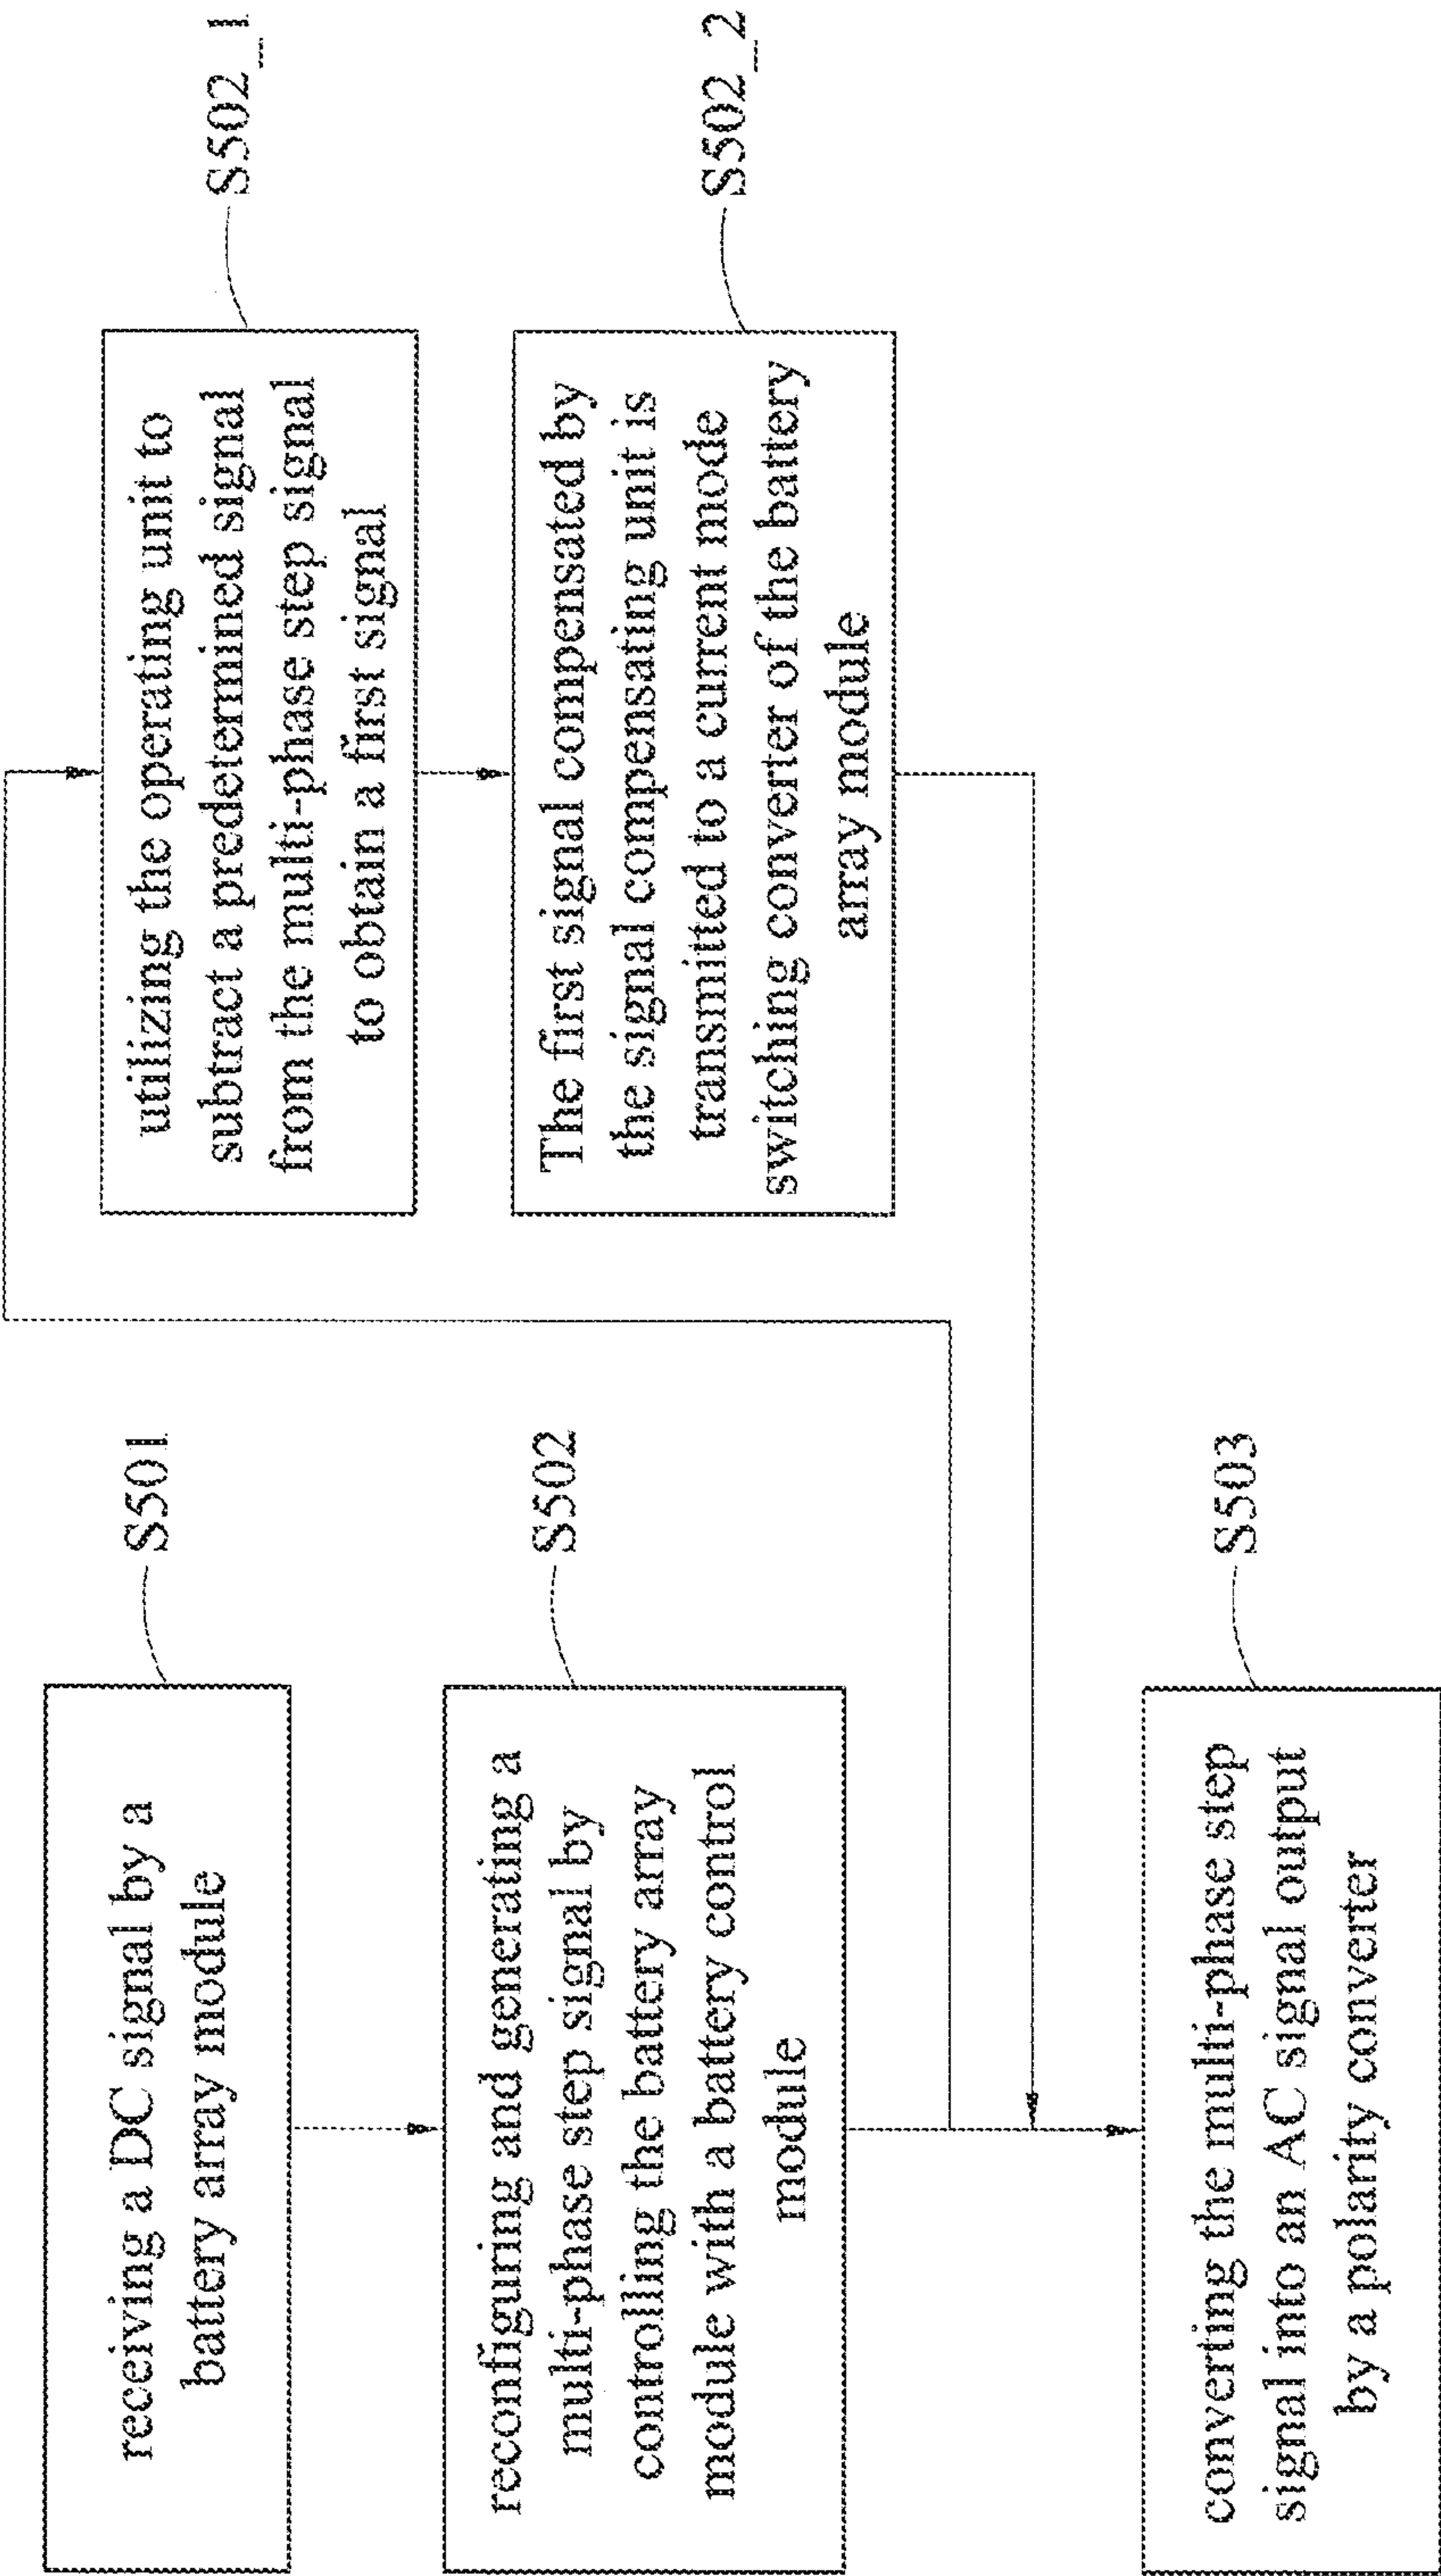 receiving a DC signal by a
battery array module
S501
reconfiguring and generating a
multi-phase step signal by
controlling the battery array
module with a battery control
module
S502
utilizing the operating unit to
subtract a predetermined signal
from the multi-phase step signal
to obtain a first signal
S502_1
The first signal compensated by
the signal compensating unit is
transmitted to a current mode
switching converter of the battery
array module
S502_2
converting the multi-phase step
signal into an AC signal output
by a polarity converter
S503